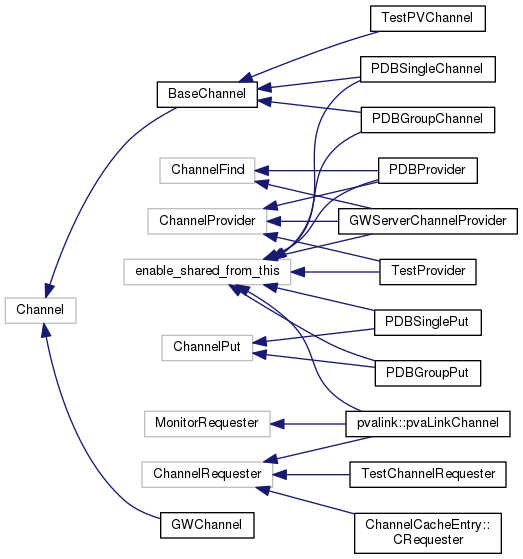 TestPVChannel
PDBSingleChannel
BaseChannel
PDBGroupChannel
ChannelFind
PDBProvider
ChannelProvider
GWServerChannelProvider
enable_shared_from_this
TestProvider
Channel
PDBSinglePut
ChannelPut
PDBGroupPut
MonitorRequester
pvalink::pvaLinkChannel
ChannelRequester
TestChannelRequester
GWChannel
ChannelCacheEntry::
CRequester